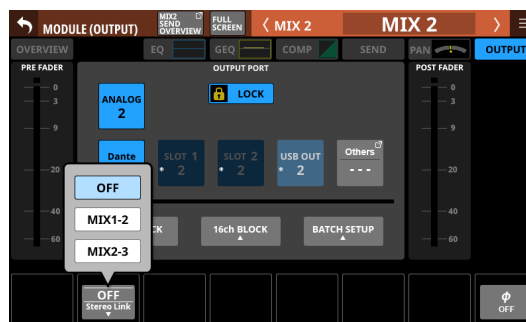 MODULE (OUTPUT)
MIX2
SEND
OVERVIEW
FULL
SCREEN
MIX 2
MIX 2
OVERVIEW
EQ
GEQ
COMP
SEND
PAN
OUTPUT
PRE FADER
OUTPUT PORT
POST FADER
LOCK
ANALOG
2
0
3
9
20
40
60
0
3
9
20
40
60
Dante
SLOT 1
* 2
SLOT 2
* 2
USB OUT
* 2
Others
---
OFF
MIX1-2
MIX2-3
CK
16ch BLOCK
BATCH SETUP
OFF
Stereo Link
φ
OFF